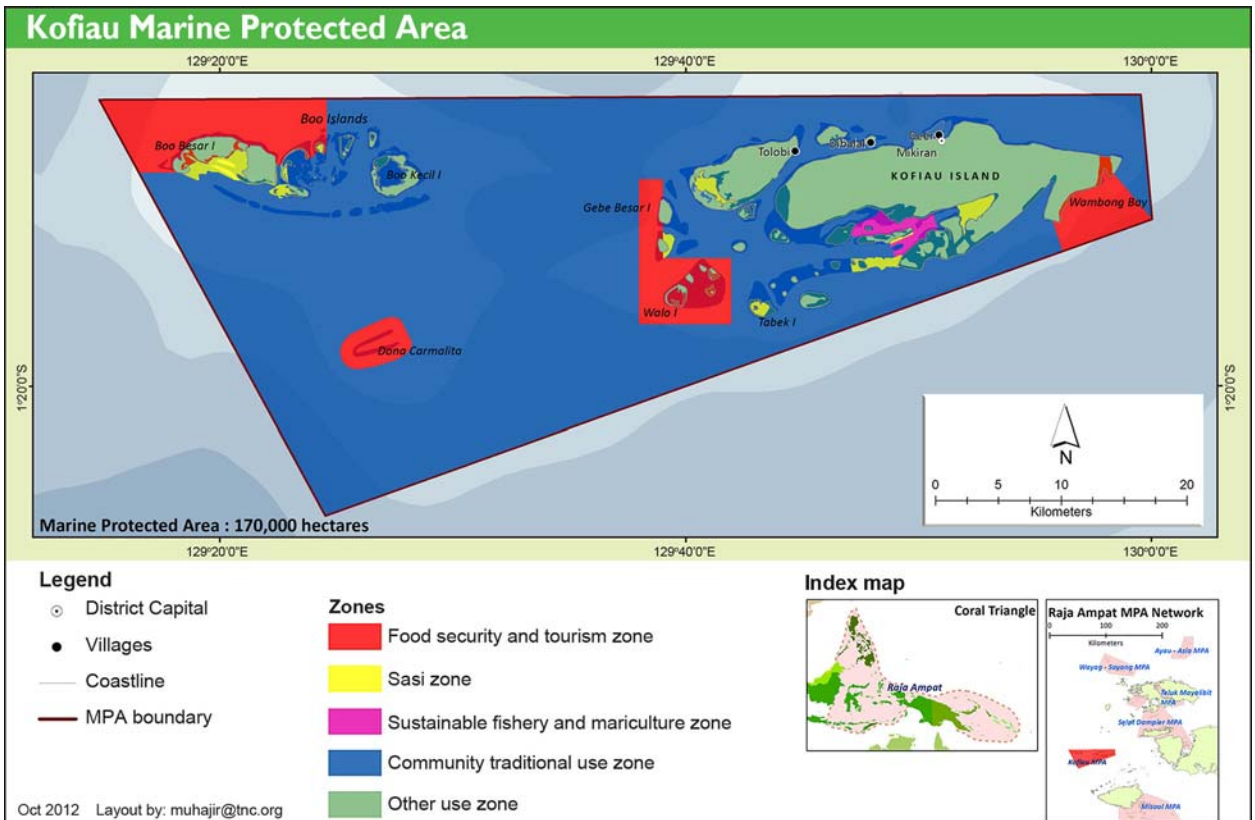 Kofiau Marine Protected Area
129°20'0"E 129°40'0"E 130°0'0"E
Boo Islands
Boo Besar I
Boo Kecil I
Tolobi
Mikiran
KOFIAU ISLAND
Gebe Besar I
Wambong Bay
Walo I
Tabek I
Dona Carmalita
1°20'0"S 1°20'0"S
N
0 5 10 20
Kilometers
Marine Protected Area : 170,000 hectares
129°20'0"E 129°40'0"E 130°0'0"E
Legend
District Capital
Villages
Coastline
MPA boundary
Zones
Food security and tourism zone
Sasi zone
Sustainable fishery and mariculture zone
Community traditional use zone
Other use zone
Index map
Coral Triangle
Raja Ampat
Raja Ampat MPA Network
0 100 200
Kilometers
Ayau - Asia MPA
Wayag - Sayang MPA
Teluk Mayalibit
MPA
Selat Dampier MPA
Kofiau MPA
Misool MPA
Oct 2012 Layout by: muhajir@tnc.org